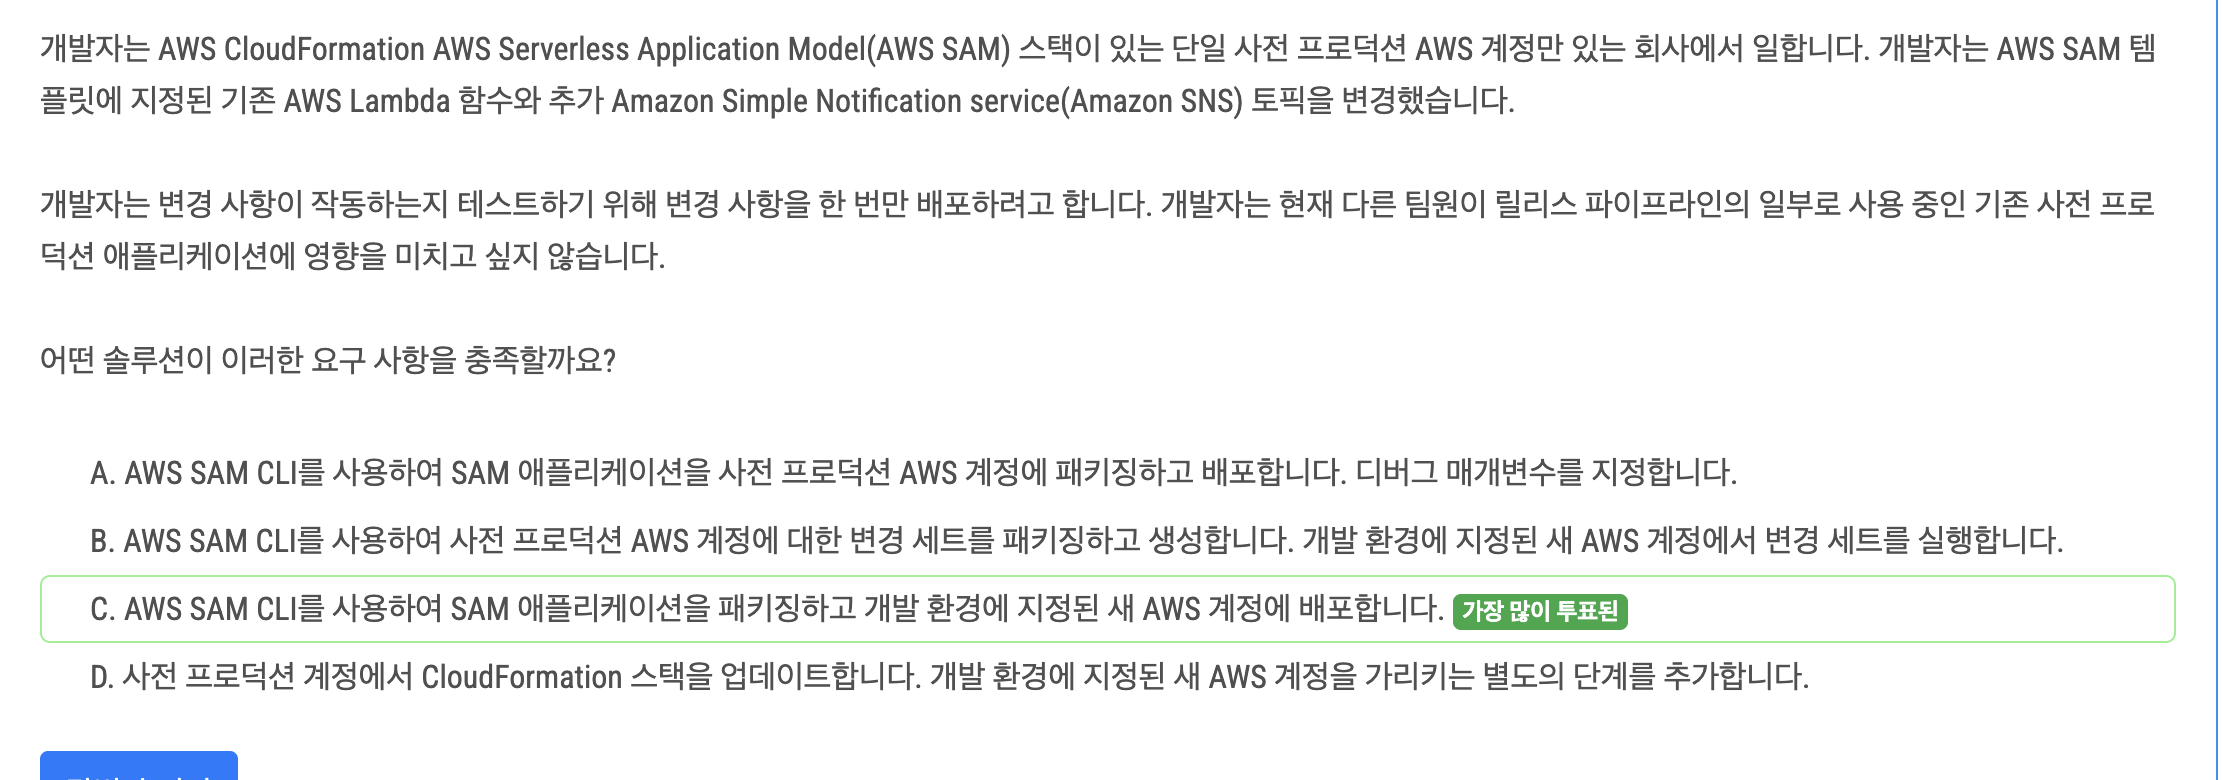 개발자는 AWS CloudFormation AWS Serverless Application Model(AWS SAM) 스택이 있는 단일 사전 프로덕션 AWS 계정만 있는 회사에서 일합니다. 개발자는 AWS SAM 템
플릿에 지정된 기존 AWS Lambda 함수와 추가 Amazon Simple Notification service(Amazon SNS) 토픽을 변경했습니다.
개발자는 변경 사항이 작동하는지 테스트하기 위해 변경 사항을 한 번만 배포하려고 합니다. 개발자는 현재 다른 팀원이 릴리스 파이프라인의 일부로 사용 중인 기존 사전 프로
덕션 애플리케이션에 영향을 미치고 싶지 않습니다.
어떤 솔루션이 이러한 요구 사항을 충족할까요?
A. AWS SAM CLI를 사용하여 SAM 애플리케이션을 사전 프로덕션 AWS 계정에 패키징하고 배포합니다. 디버그 매개변수를 지정합니다.
B. AWS SAM CLI를 사용하여 사전 프로덕션 AWS 계정에 대한 변경 세트를 패키징하고 생성합니다. 개발 환경에 지정된 새 AWS 계정에서 변경 세트를 실행합니다.
C. AWS SAM CLI를 사용하여 SAM 애플리케이션을 패키징하고 개발 환경에 지정된 새 AWS 계정에 배포합니다. 가장 많이 투표된
D. 사전 프로덕션 계정에서 CloudFormation 스택을 업데이트합니다. 개발 환경에 지정된 새 AWS 계정을 가리키는 별도의 단계를 추가합니다.